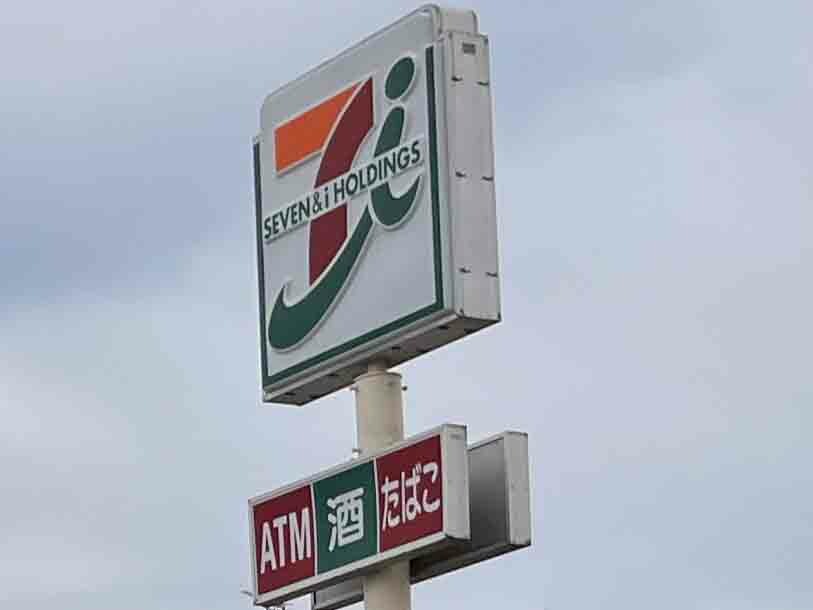 SEVEN&i HOLDINGS
ATM 酒 たばこ